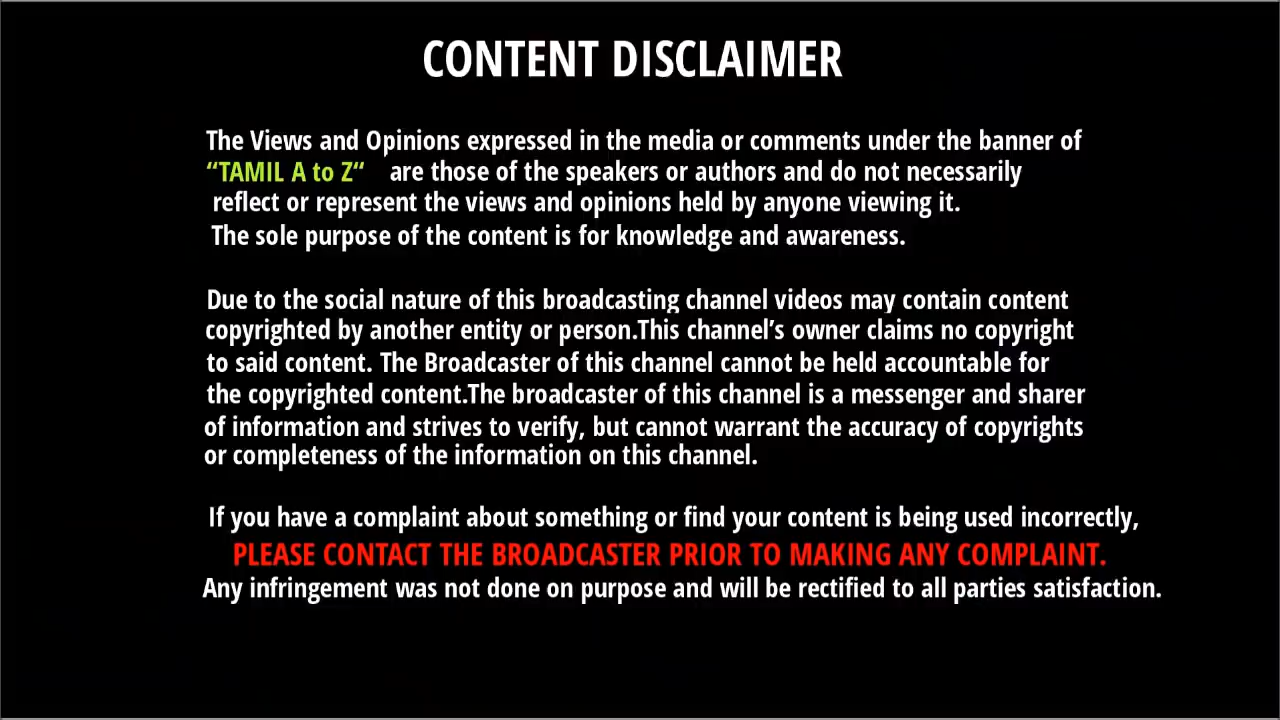 CONTENT DISCLAIMER
The Views and Opinions expressed in the media or comments under the banner of
“TAMIL A to Z“ are those of the speakers or authors and do not necessarily
reflect or represent the views and opinions held by anyone viewing it.
The sole purpose of the content is for knowledge and awareness.
Due to the social nature of this broadcasting channel videos may contain content
copyrighted by another entity or person.This channel’s owner claims no copyright
to said content. The Broadcaster of this channel cannot be held accountable for
the copyrighted content.The broadcaster of this channel is a messenger and sharer
of information and strives to verify, but cannot warrant the accuracy of copyrights
or completeness of the information on this channel.
If you have a complaint about something or find your content is being used incorrectly,
PLEASE CONTACT THE BROADCASTER PRIOR TO MAKING ANY COMPLAINT.
Any infringement was not done on purpose and will be rectified to all parties satisfaction.